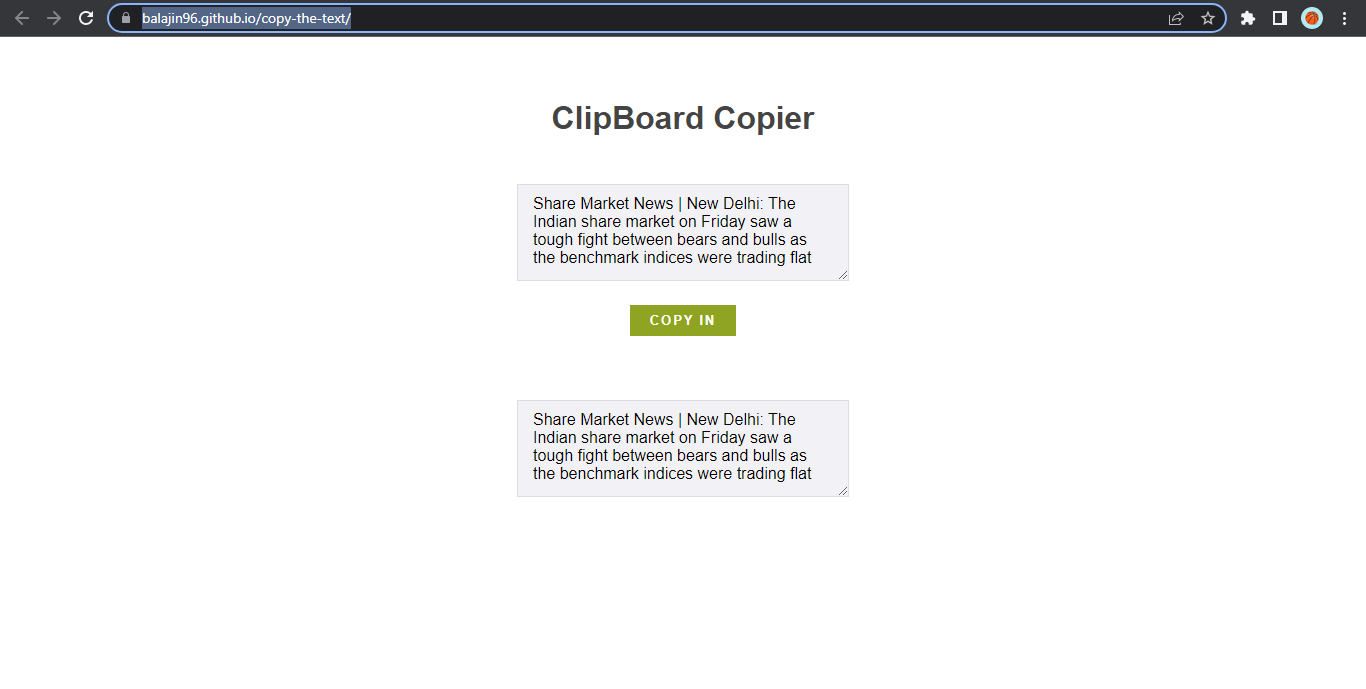 balajin96.github.io/copy-the-text/
ClipBoard Copier
Share Market News | New Delhi: The
Indian share market on Friday saw a
tough fight between bears and bulls as
the benchmark indices were trading flat
COPY IN
Share Market News | New Delhi: The
Indian share market on Friday saw a
tough fight between bears and bulls as
the benchmark indices were trading flat